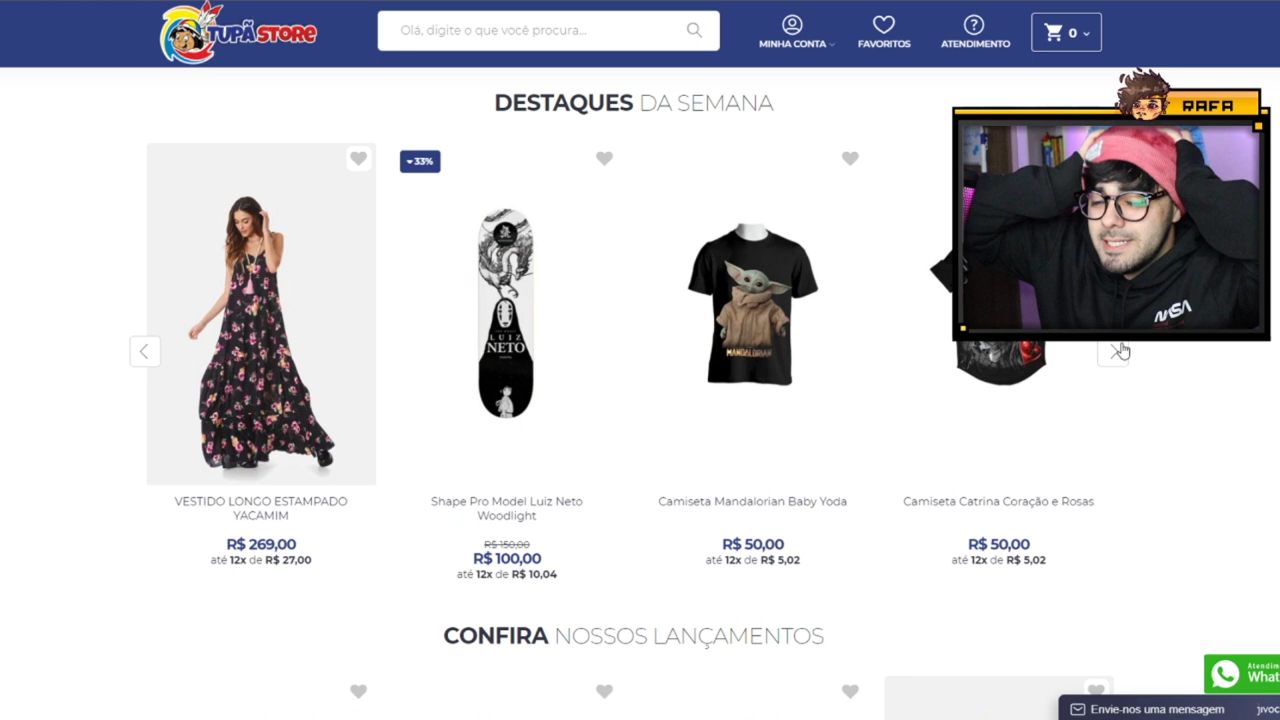 TUPÃ STORE
Olá, digite o que você procura...
MINHA CONTA
FAVORITOS
ATENDIMENTO
0
DESTAQUES DA SEMANA
RAFA
33%
LUIZ
NETO
MANDALORIAN
NASA
VESTIDO LONGO ESTAMPADO
YACAMIM
R$ 269,00
até 12x de R$ 27,00
Shape Pro Model Luiz Neto
Woodlight
R$ 150,00
R$ 100,00
até 12x de R$ 10,04
Camiseta Mandalorian Baby Yoda
R$ 50,00
até 12x de R$ 5,02
Camiseta Catrina Coração e Rosas
R$ 50,00
até 12x de R$ 5,02
CONFIRA NOSSOS LANÇAMENTOS
Atendim
What
Envie-nos uma mensagem
jivoc